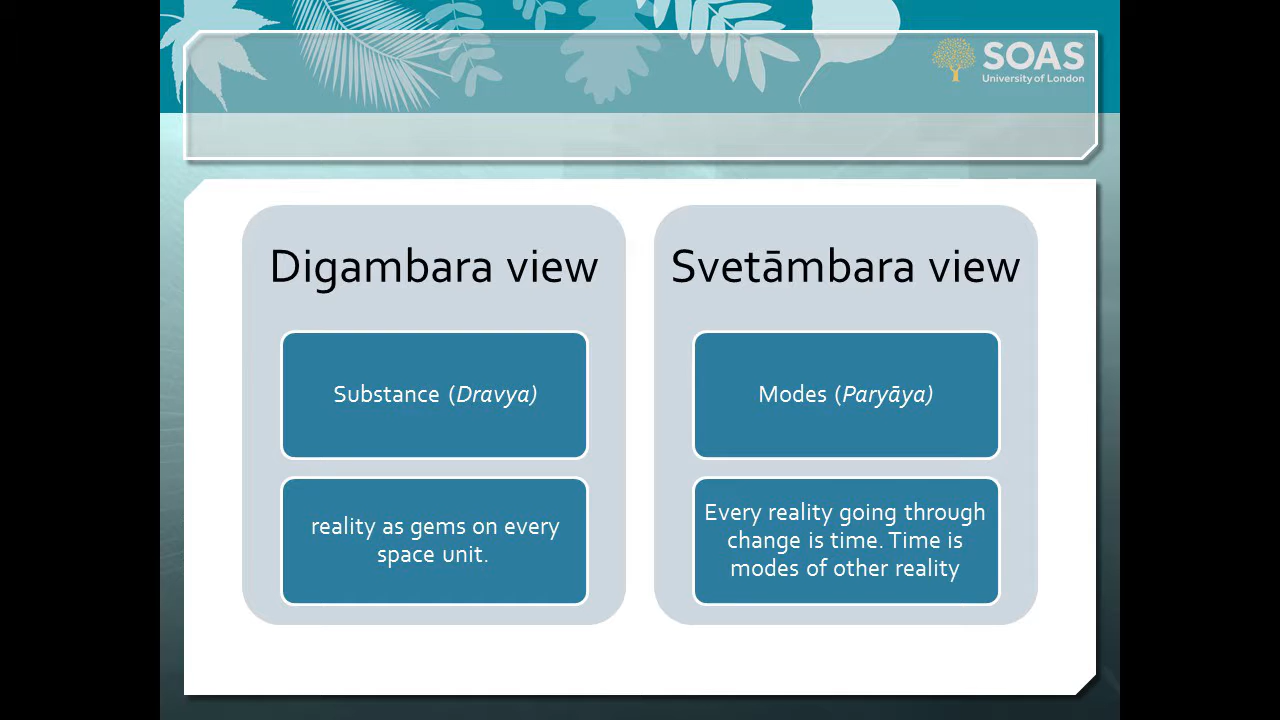 SOAS
University of London
Digambara view
Substance (Dravya)
reality as gems on every
space unit.
Svetāmbara view
Modes (Paryāya)
Every reality going through
change is time. Time is
modes of other reality